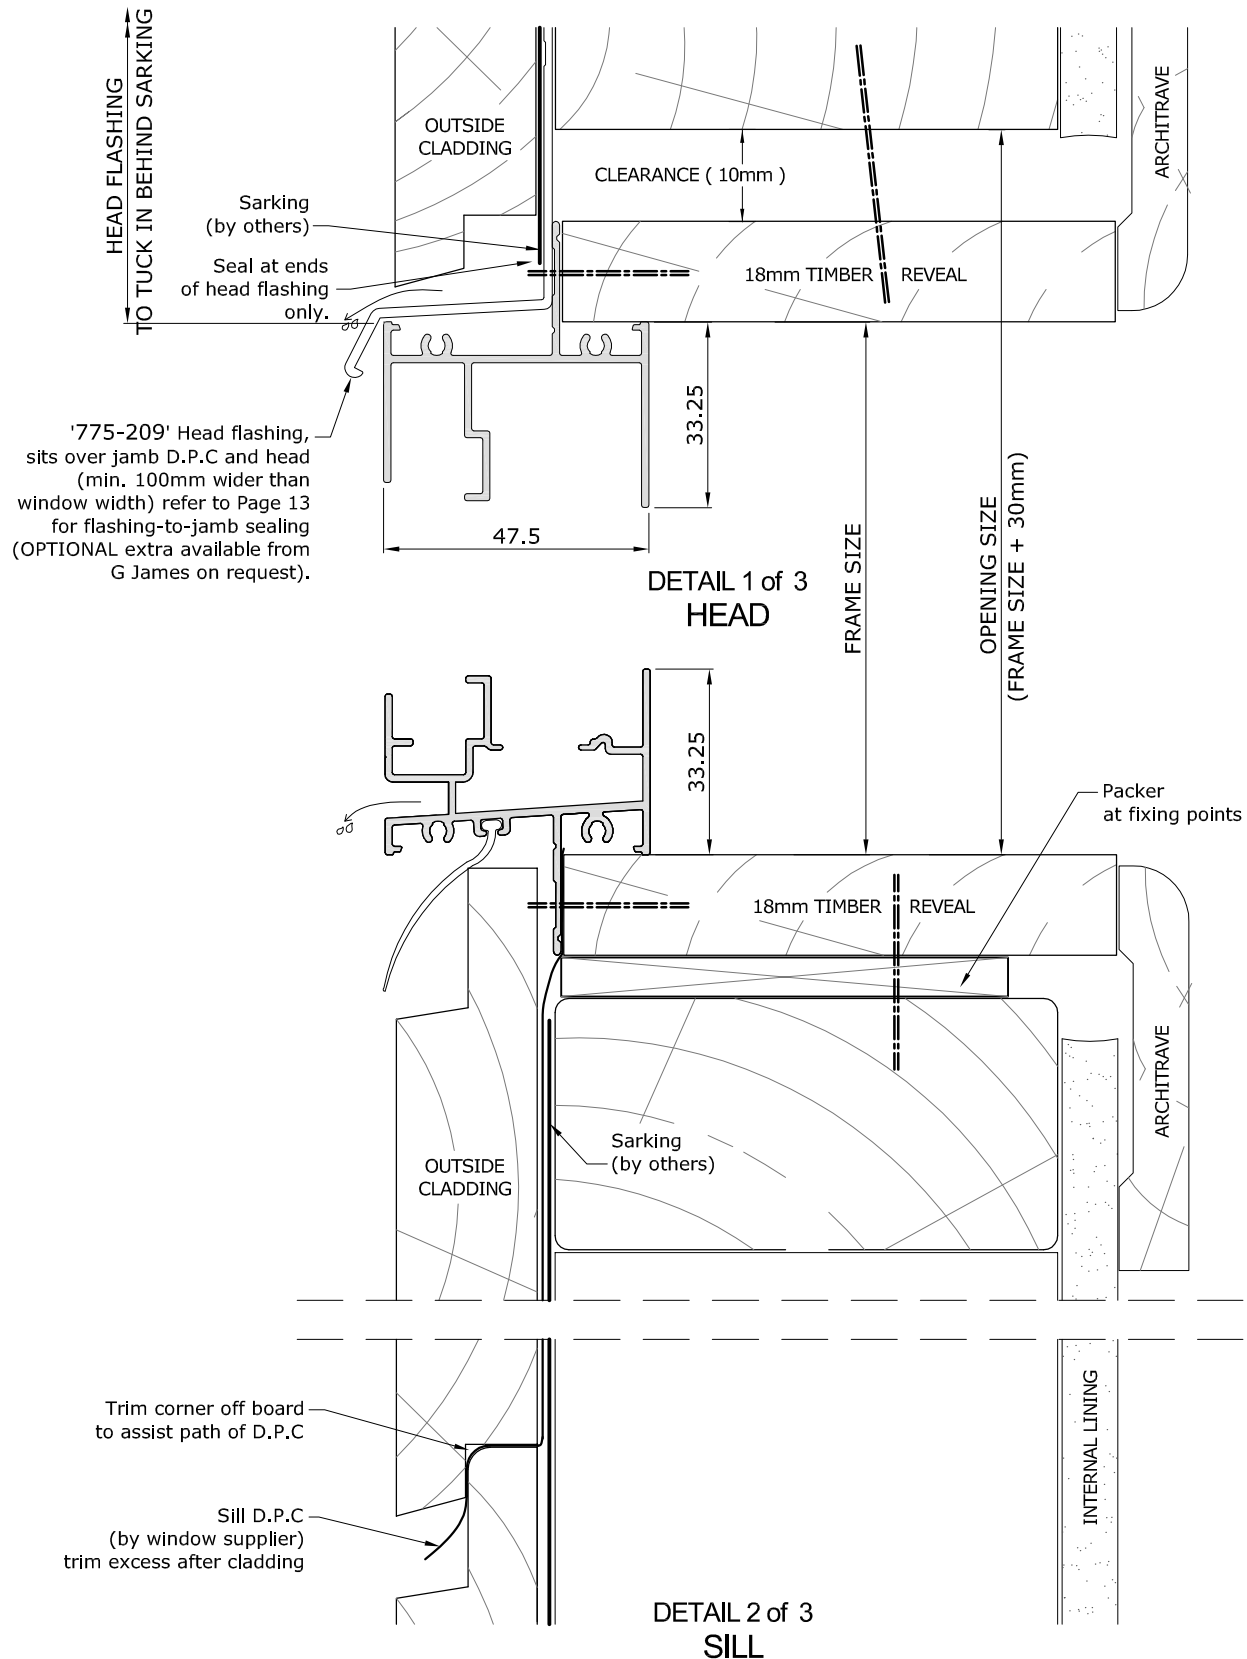 HEAD FLASHING
TO TUCK IN BEHIND SARKING
OUTSIDE
CLADDING
CLEARANCE ( 10mm )
ARCHITRAVE
Sarking
(by others)
Seal at ends
of head flashing
only.
18mm TIMBER REVEAL
'775-209' Head flashing,
sits over jamb D.P.C and head
(min. 100mm wider than
window width) refer to Page 13
for flashing-to-jamb sealing
(OPTIONAL extra available from
G James on request).
33.25
47.5
DETAIL 1 of 3
HEAD
FRAME SIZE
OPENING SIZE
(FRAME SIZE + 30mm)
33.25
Packer
at fixing points
18mm TIMBER REVEAL
ARCHITRAVE
Sarking
(by others)
OUTSIDE
CLADDING
Trim corner off board
to assist path of D.P.C
INTERNAL LINING
Sill D.P.C
(by window supplier)
trim excess after cladding
DETAIL 2 of 3
SILL